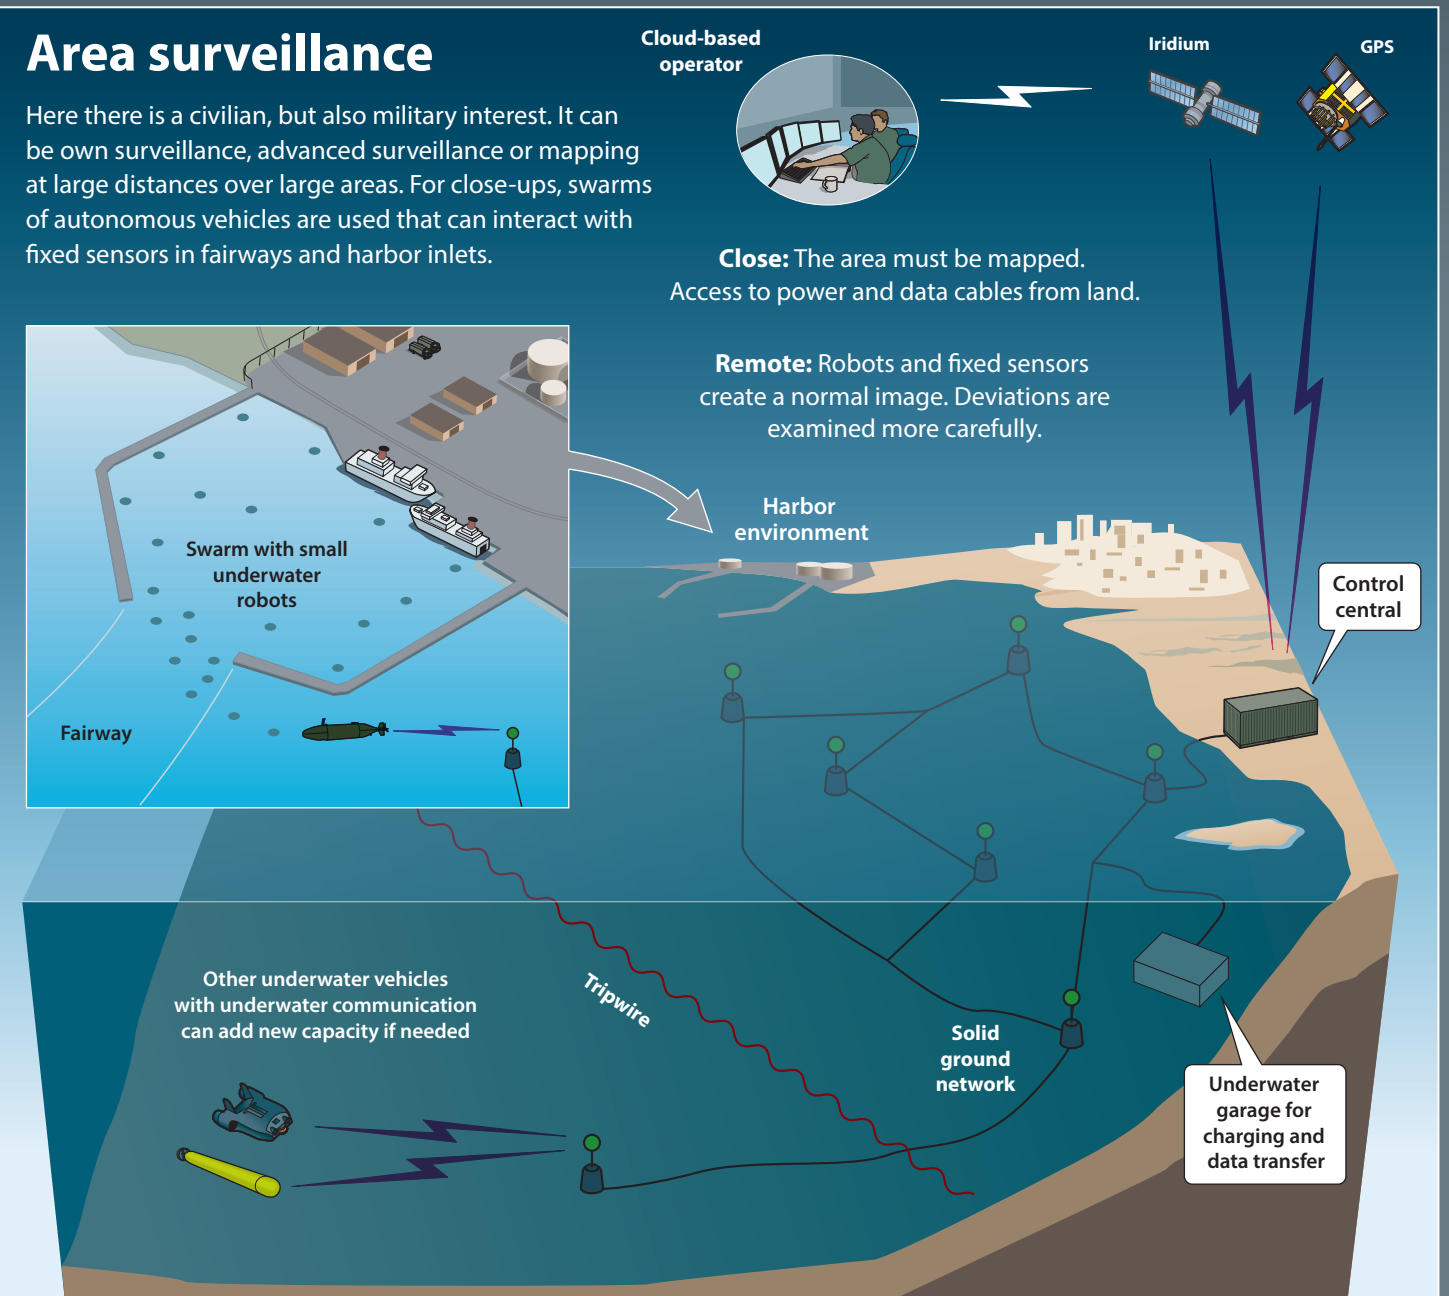 Area surveillance
Here there is a civilian, but also military interest. It can
be own surveillance, advanced surveillance or mapping
at large distances over large areas. For close-ups, swarms
of autonomous vehicles are used that can interact with
fixed sensors in fairways and harbor inlets.
Cloud-based
operator
Iridium
GPS
Close: The area must be mapped.
Access to power and data cables from land.
Remote: Robots and fixed sensors
create a normal image. Deviations are
examined more carefully.
Swarm with small
underwater
robots
Fairway
Harbor
environment
Control
central
Other underwater vehicles
with underwater communication
can add new capacity if needed
Tripwire
Solid
ground
network
Underwater
garage for
charging and
data transfer